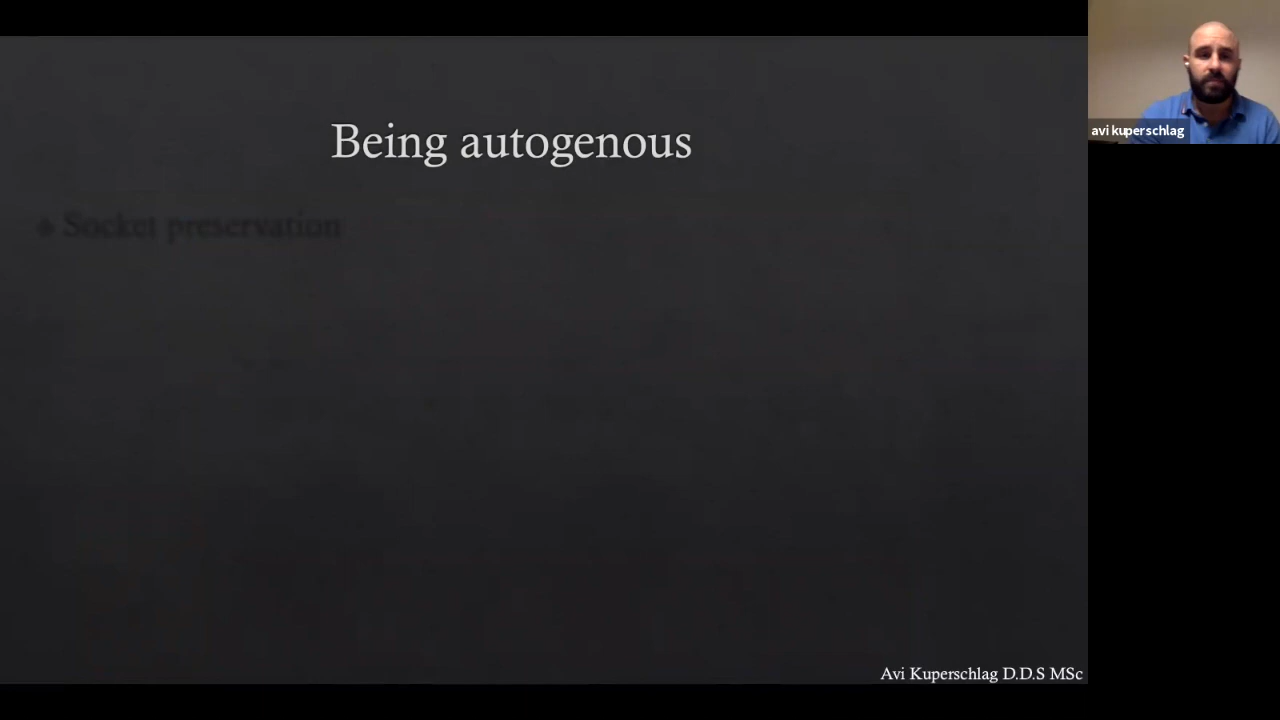 Being autogenous
Socket preservation
avi kuperschlag
Avi Kuperschlag D.D.S MSc